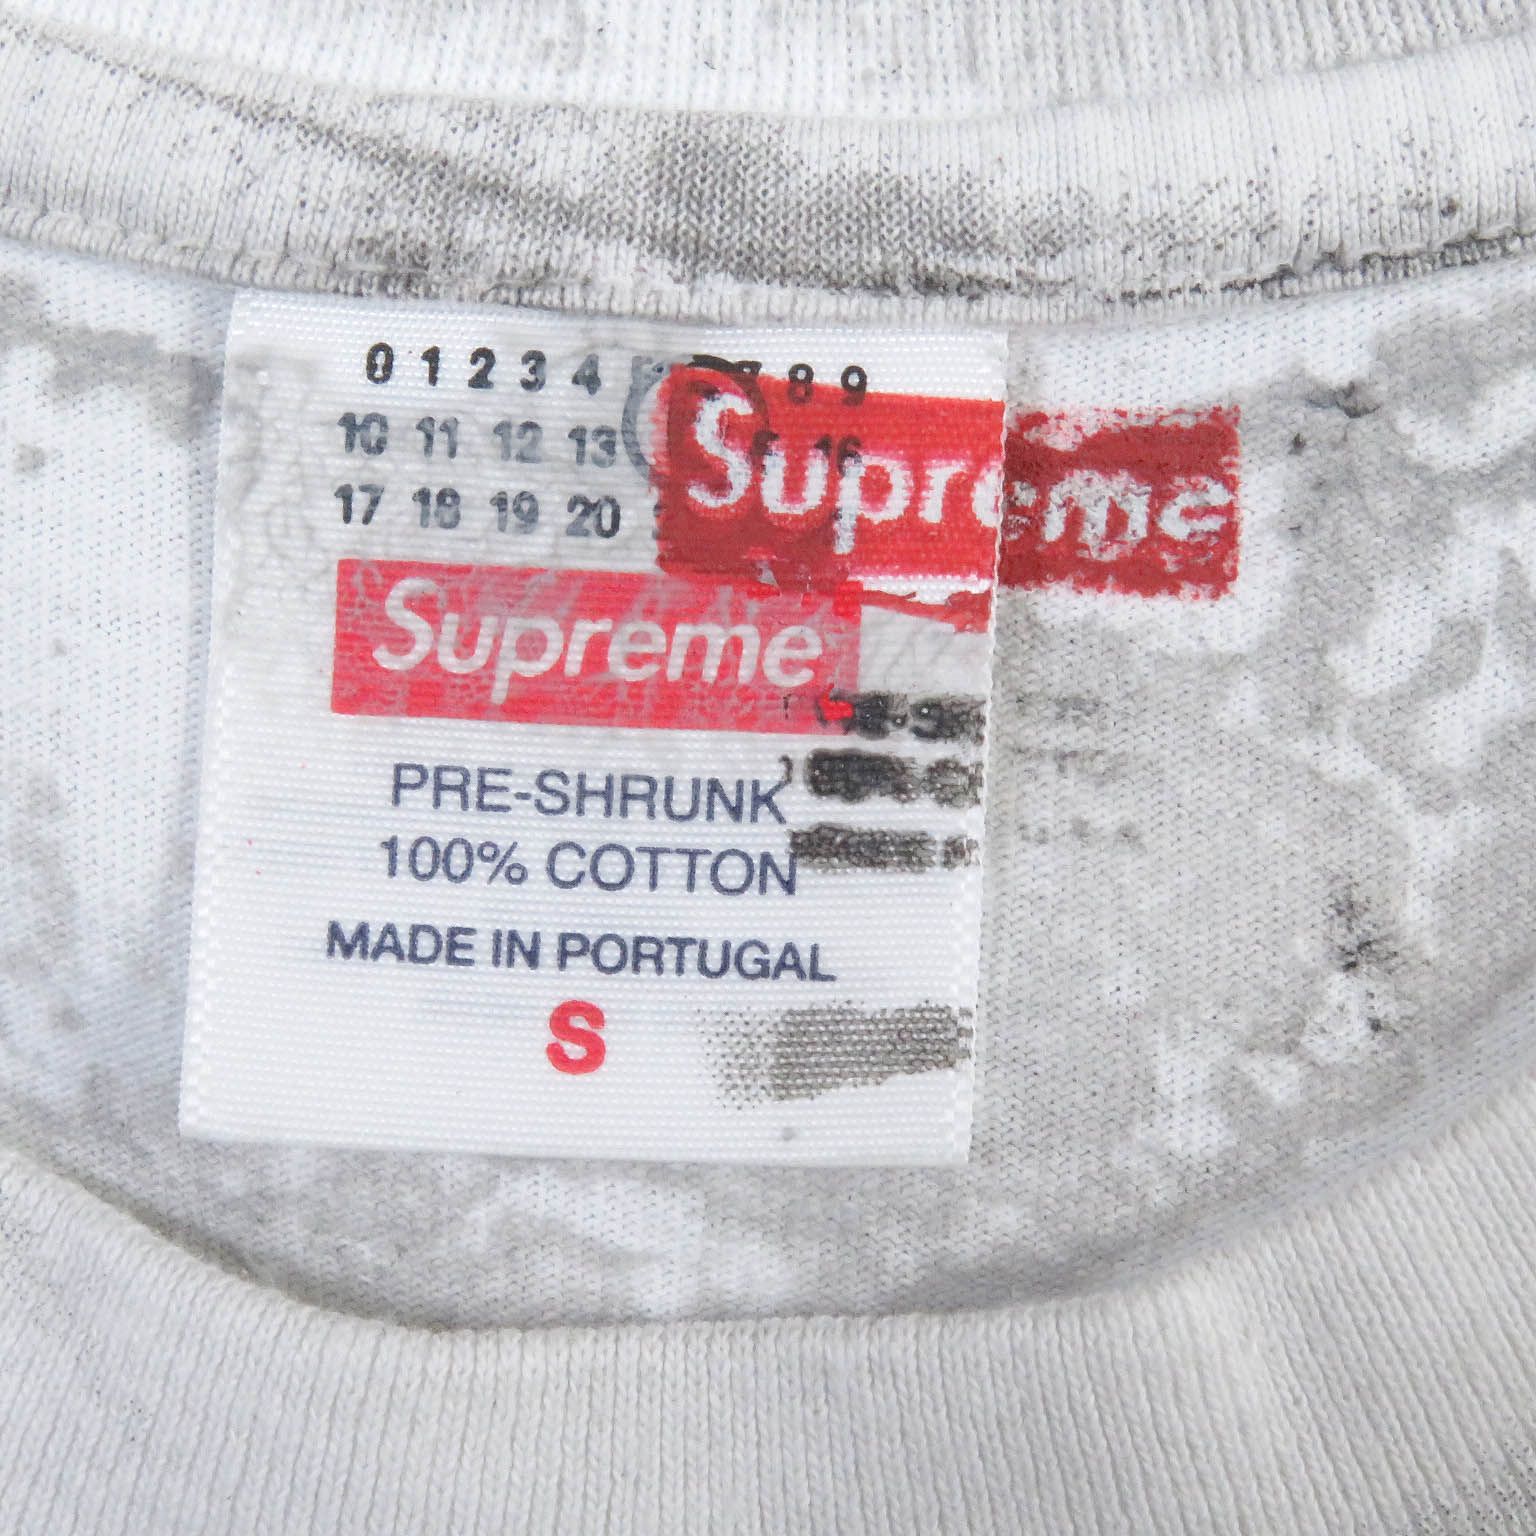 0 1 2 3 4 8 9
10 11 12 13 16
17 18 19 20
Supreme
Supreme
PRE-SHRUNK
100% COTTON
MADE IN PORTUGAL
S